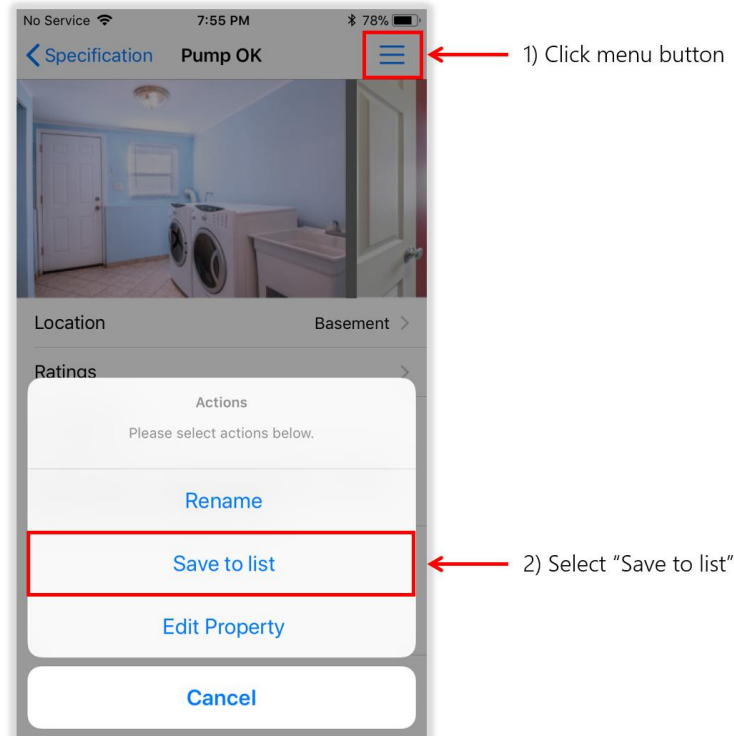 No Service 7:55 PM 78%
Specification Pump OK
1) Click menu button
Location Basement
Ratings
Actions
Please select actions below.
Rename
Save to list
2) Select “Save to list”
Edit Property
Cancel